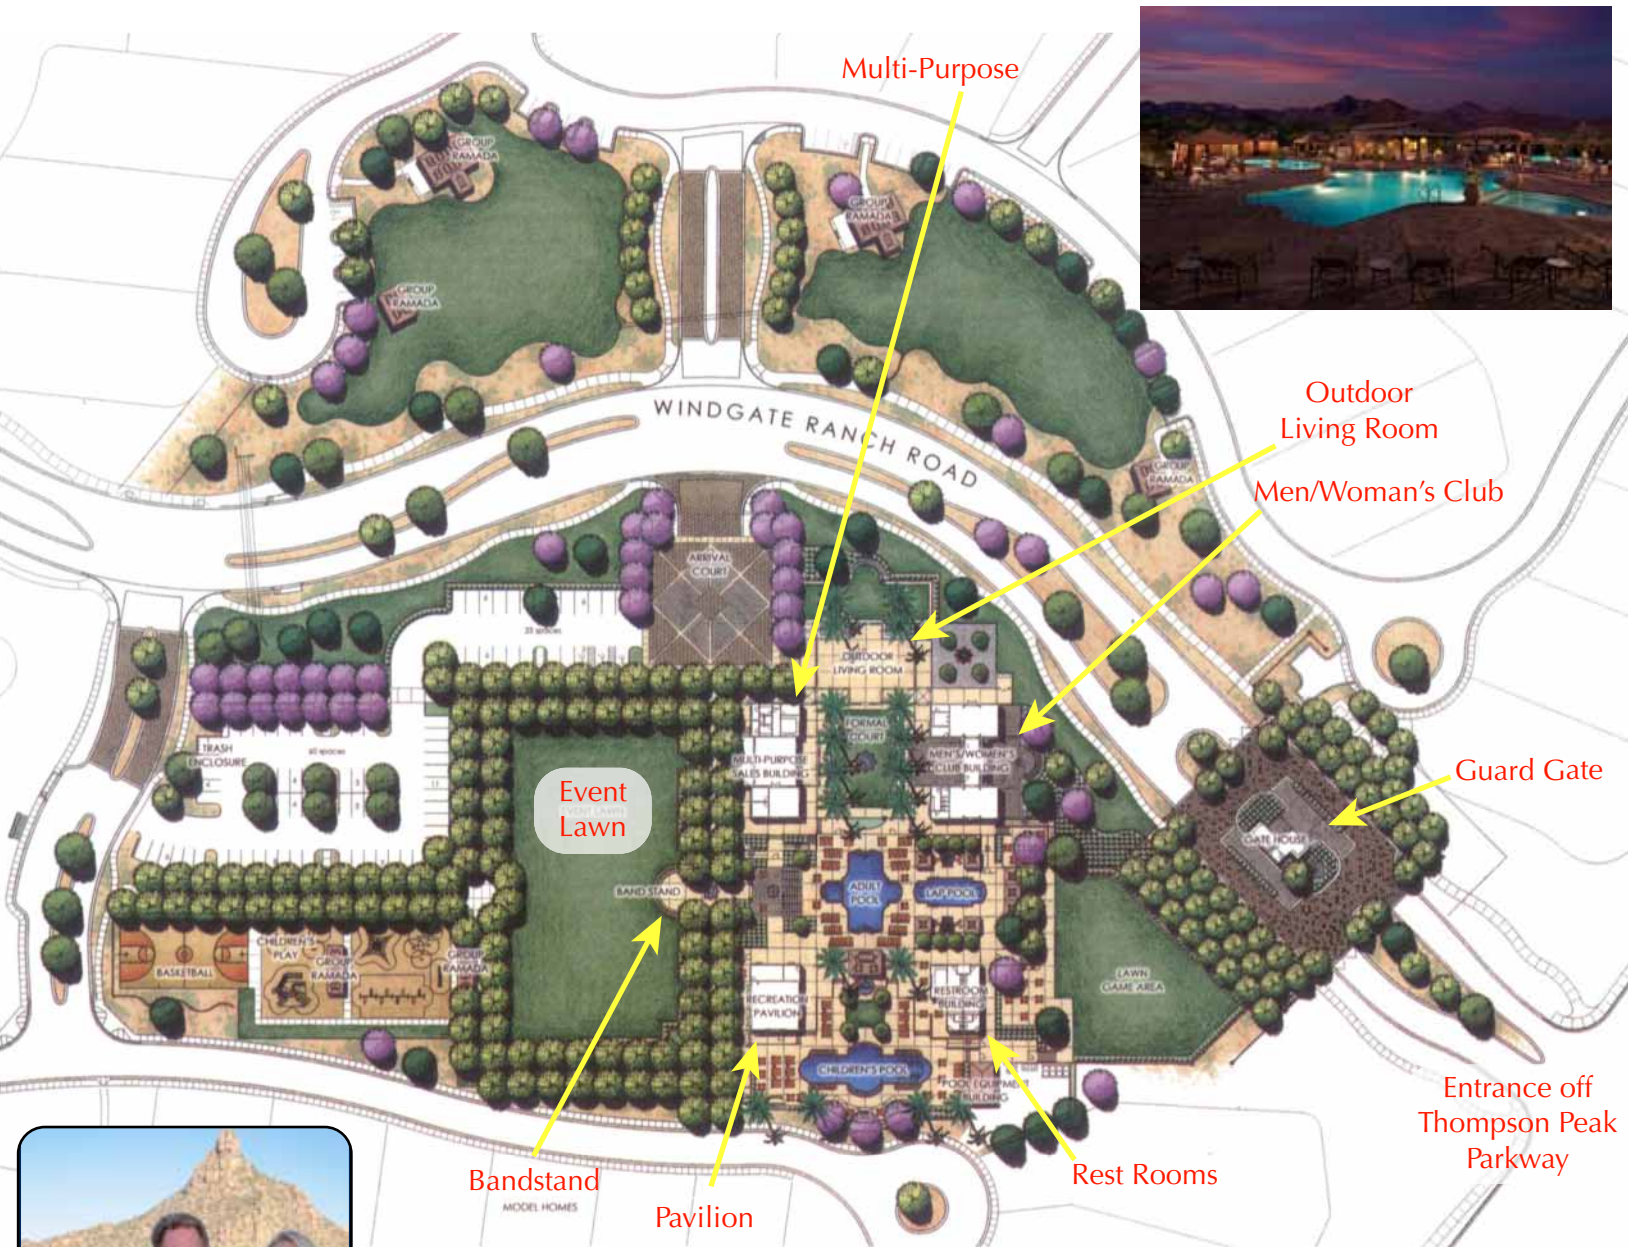 Multi-Purpose
GROUP
RAMADA
GROUP
RAMADA
GROUP
RAMADA
WINDGATE RANCH ROAD
Outdoor
Living Room
GROUP
RAMADA
Men/Woman's Club
ARRIVAL
COURT
25 spaces
OUTDOOR
LIVING ROOM
FORMAL
COURT
TRASH
ENCLOSURE
60 spaces
MULTI-PURPOSE
SALES BUILDING
MEN'S/WOMEN'S
CLUB BUILDING
Guard Gate
Event
Lawn
GATE HOUSE
BAND STAND
ADULT
POOL
LAP POOL
CHILDREN'S
PLAY
BASKETBALL
GROUP
RAMADA
GROUP
RAMADA
LAWN
GAME AREA
RECREATION
PAVILION
RESTROOM
BUILDING
CHILDREN'S POOL
POOL EQUIPMENT
BUILDING
Entrance off
Thompson Peak
Parkway
Bandstand
Rest Rooms
MODEL HOMES
Pavilion